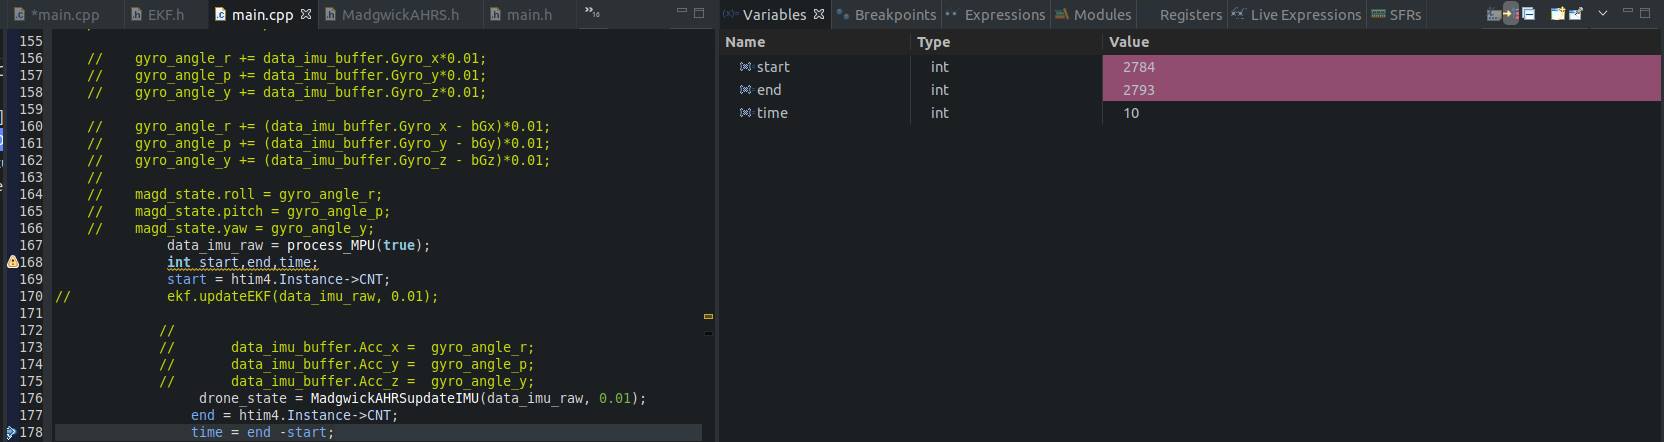 *main.cpp EKF.h main.cpp MadgwickAHRS.h main.h »16
155
156 // gyro_angle_r += data_imu_buffer.Gyro_x*0.01;
157 // gyro_angle_p += data_imu_buffer.Gyro_y*0.01;
158 // gyro_angle_y += data_imu_buffer.Gyro_z*0.01;
159
160 // gyro_angle_r += (data_imu_buffer.Gyro_x - bGx)*0.01;
161 // gyro_angle_p += (data_imu_buffer.Gyro_y - bGy)*0.01;
162 // gyro_angle_y += (data_imu_buffer.Gyro_z - bGz)*0.01;
163 //
164 // magd_state.roll = gyro_angle_r;
165 // magd_state.pitch = gyro_angle_p;
166 // magd_state.yaw = gyro_angle_y;
167 data_imu_raw = process_MPU(true);
168 int start,end,time;
169 start = htim4.Instance->CNT;
170 // ekf.updateEKF(data_imu_raw, 0.01);
171
172 //
173 // data_imu_buffer.Acc_x = gyro_angle_r;
174 // data_imu_buffer.Acc_y = gyro_angle_p;
175 // data_imu_buffer.Acc_z = gyro_angle_y;
176 drone_state = MadgwickAHRSupdateIMU(data_imu_raw, 0.01);
177 end = htim4.Instance->CNT;
178 time = end -start;
(x)= Variables Breakpoints Expressions Modules Registers Live Expressions SFRs
Name Type Value
start int 2784
end int 2793
time int 10